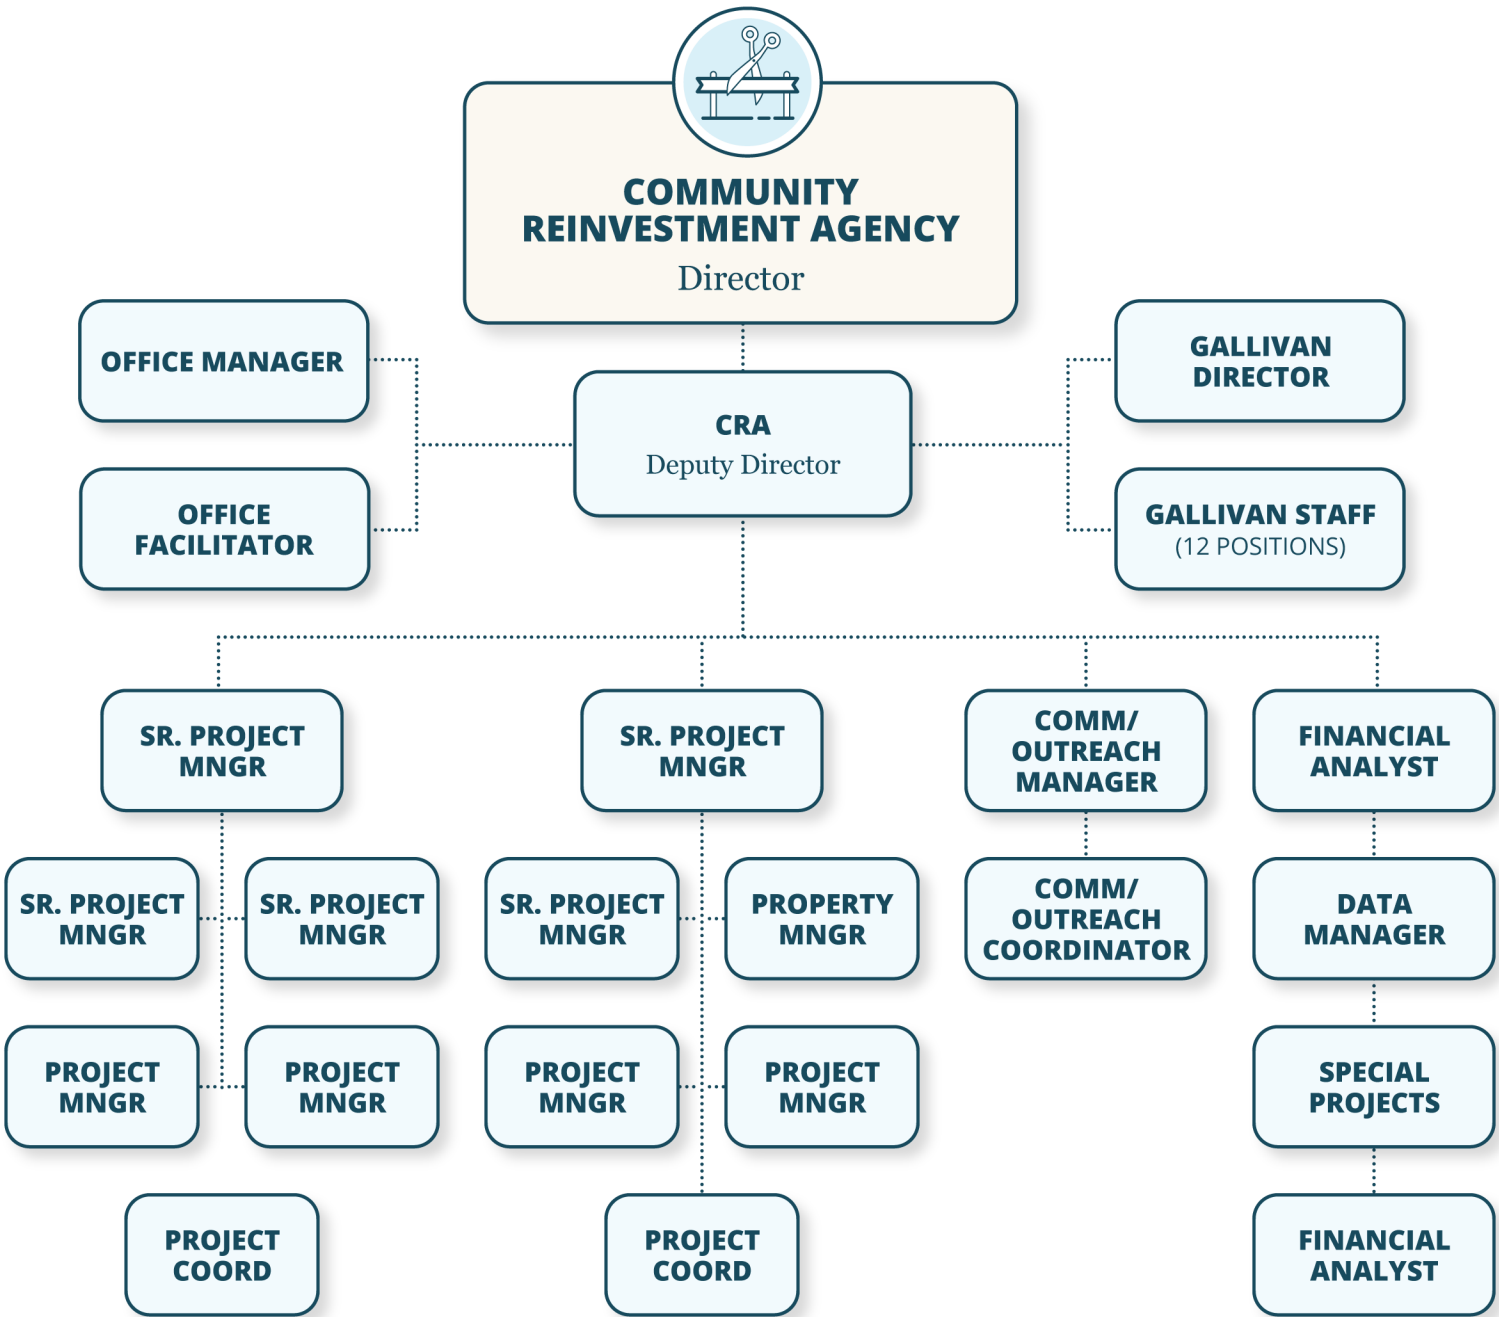 COMMUNITY
REINVESTMENT AGENCY
Director
OFFICE MANAGER
GALLIVAN
DIRECTOR
CRA
Deputy Director
OFFICE
FACILITATOR
GALLIVAN STAFF
(12 POSITIONS)
SR. PROJECT
MNGR
SR. PROJECT
MNGR
COMM/
OUTREACH
MANAGER
FINANCIAL
ANALYST
SR. PROJECT
MNGR
SR. PROJECT
MNGR
SR. PROJECT
MNGR
PROPERTY
MNGR
COMM/
OUTREACH
COORDINATOR
DATA
MANAGER
PROJECT
MNGR
PROJECT
MNGR
PROJECT
MNGR
PROJECT
MNGR
SPECIAL
PROJECTS
PROJECT
COORD
PROJECT
COORD
FINANCIAL
ANALYST